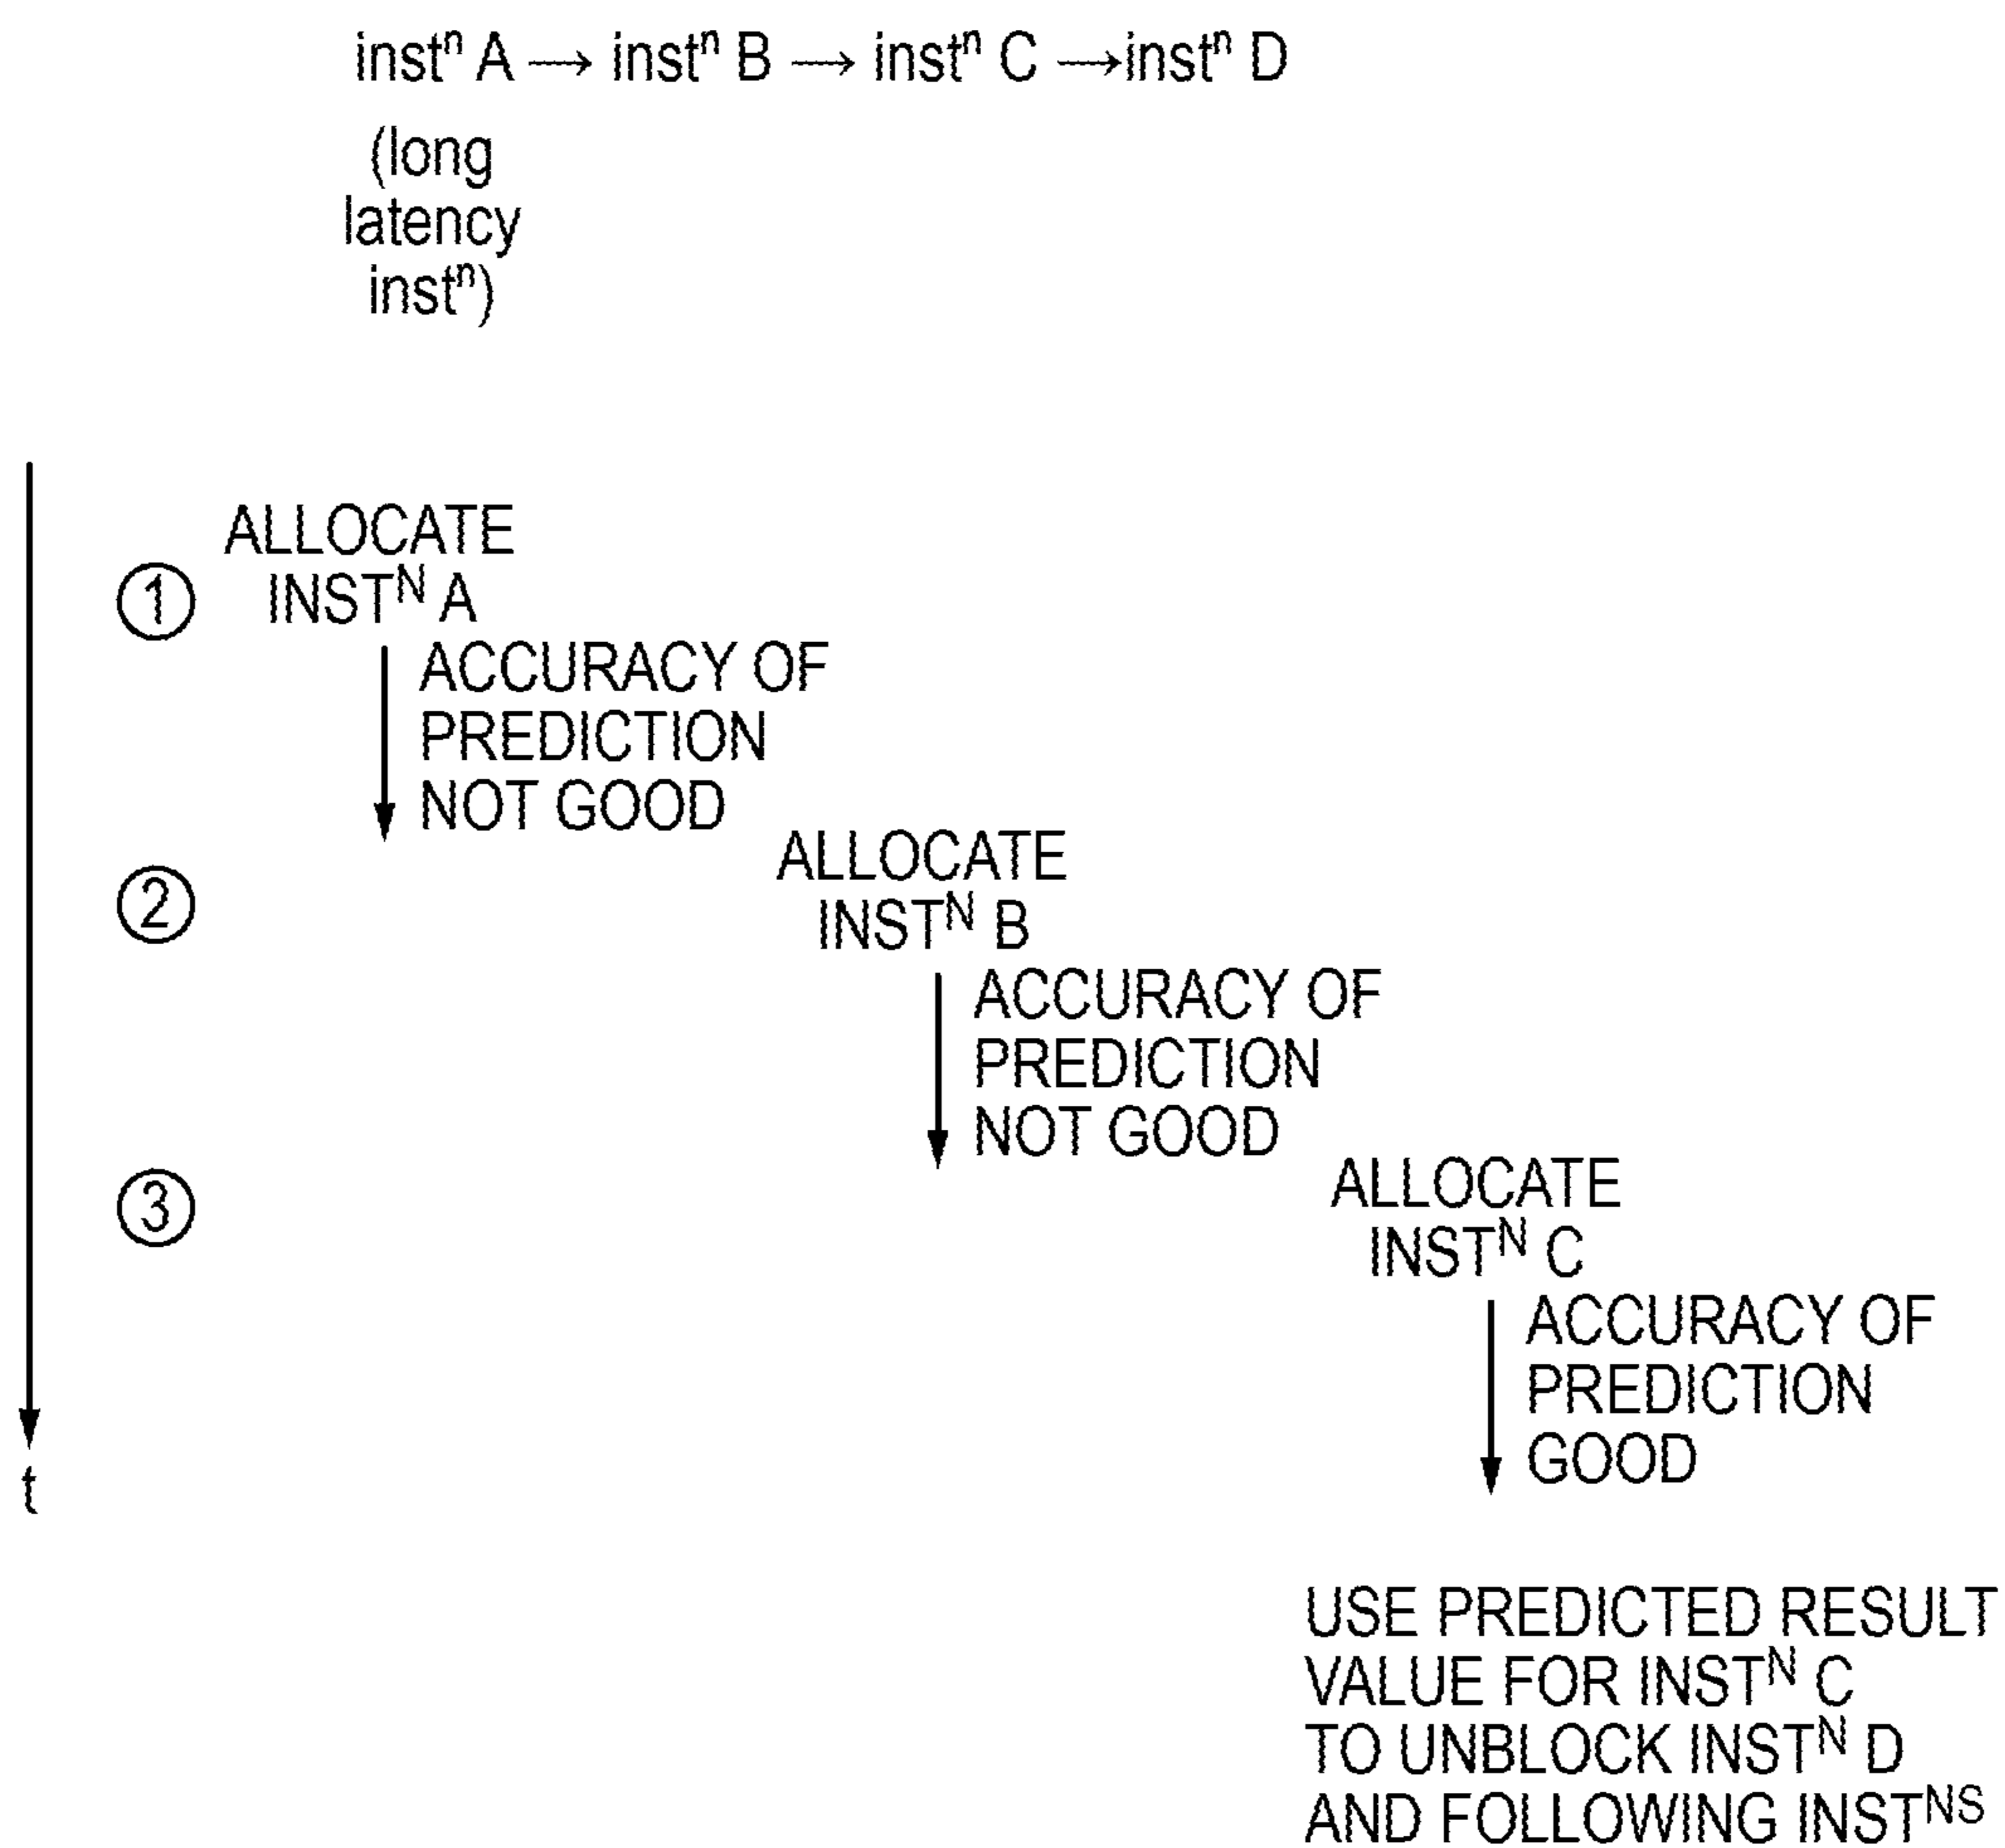 instⁿ A → instⁿ B → instⁿ C → instⁿ D
(long
latency
instⁿ)
ALLOCATE
① INSTᴺ A
ACCURACY OF
PREDICTION
NOT GOOD
ALLOCATE
② INSTᴺ B
ACCURACY OF
PREDICTION
NOT GOOD
ALLOCATE
③ INSTᴺ C
ACCURACY OF
PREDICTION
GOOD
t
USE PREDICTED RESULT
VALUE FOR INSTᴺ C
TO UNBLOCK INSTᴺ D
AND FOLLOWING INSTᴺˢ